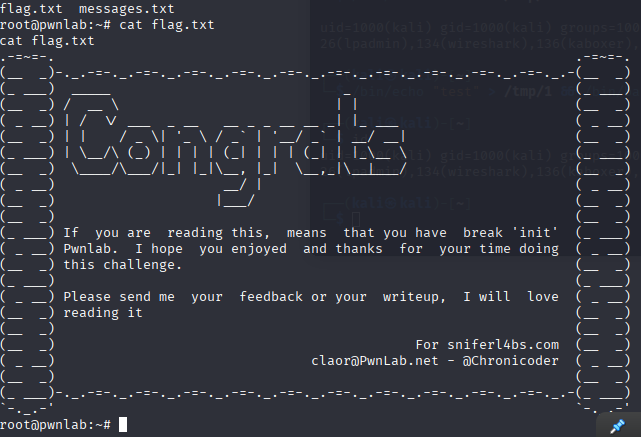 flag.txt  messages.txt
root@pwnlab:~# cat flag.txt
cat flag.txt
Congrats
If  you are  reading this,  means  that you have  break 'init'
Pwnlab.  I hope  you enjoyed  and thanks  for  your time doing
this challenge.
Please send me  your  feedback or your  writeup,  I will  love
reading it
For sniferl4bs.com
claor@PwnLab.net - @Chronicoder
root@pwnlab:~#